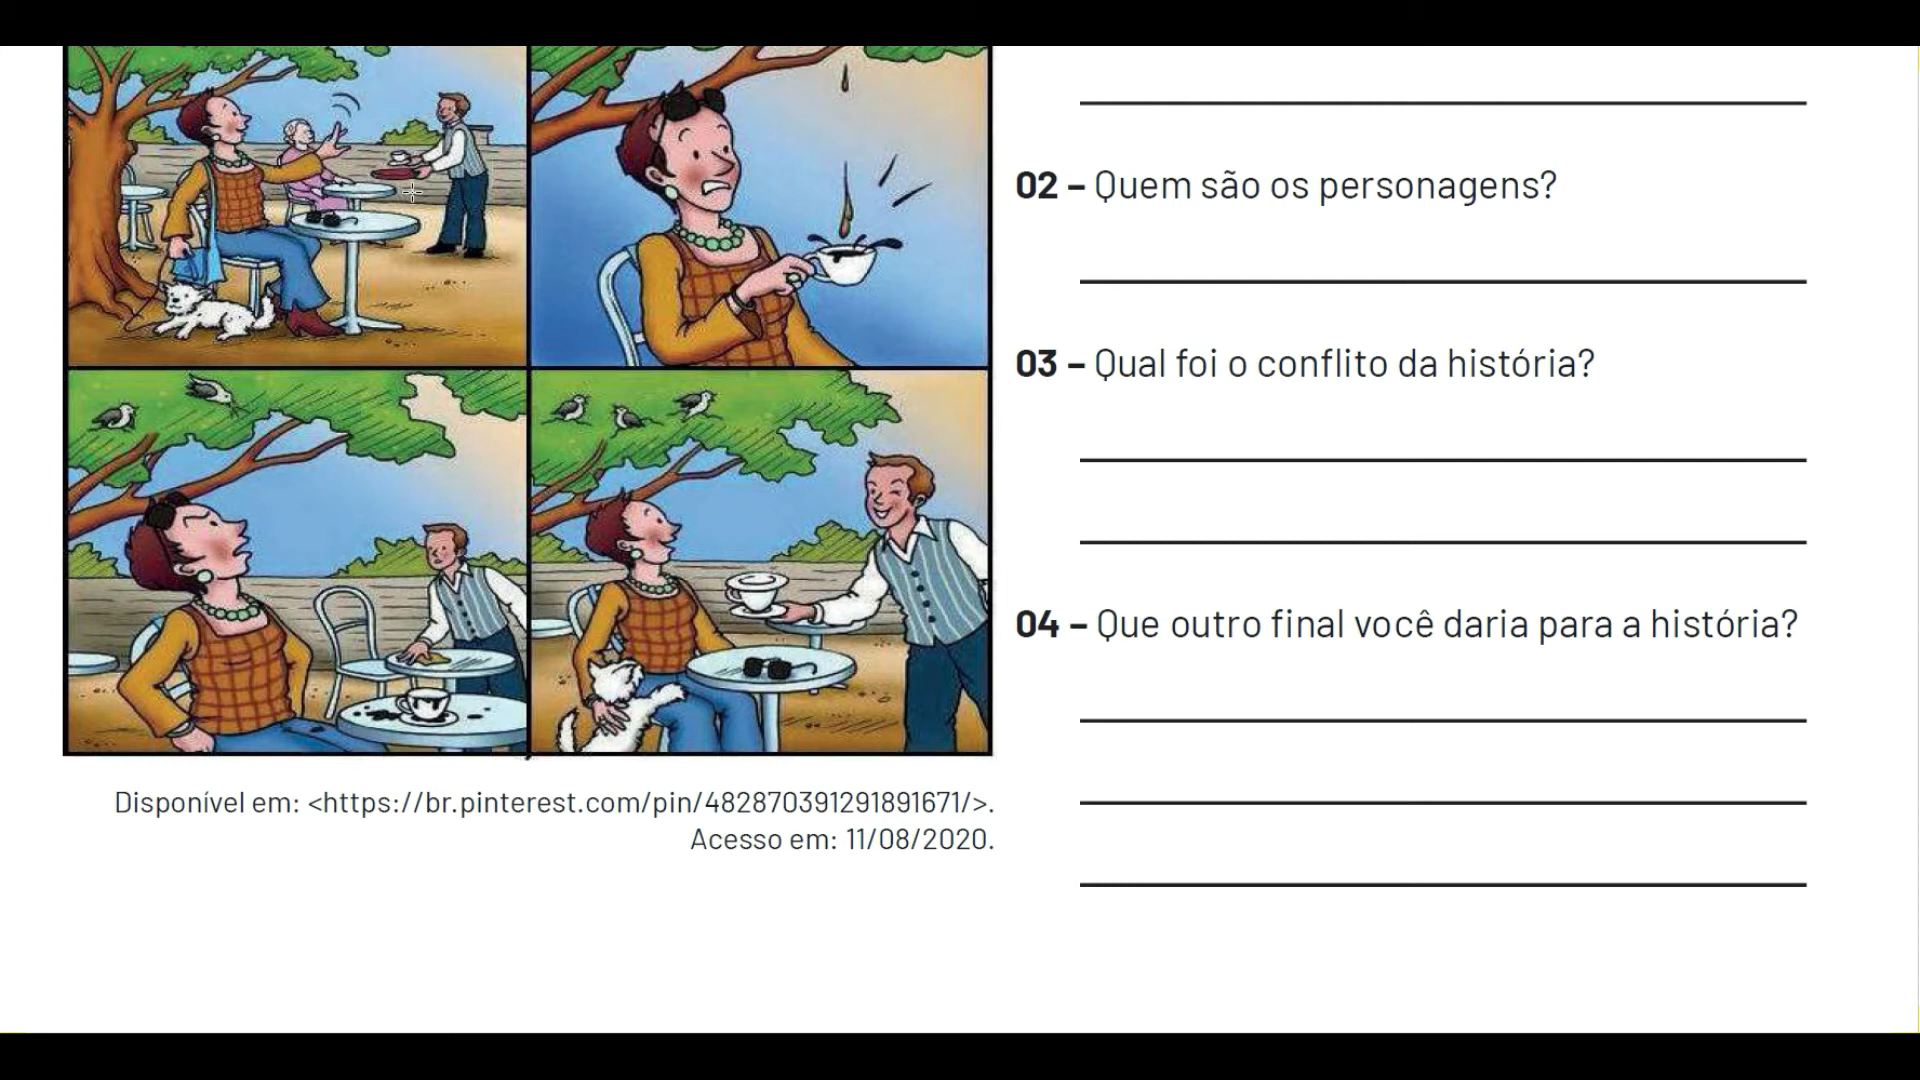 02 – Quem são os personagens?
03 – Qual foi o conflito da história?
04 – Que outro final você daria para a história?
Disponível em: <https://br.pinterest.com/pin/482870391291891671/>.
Acesso em: 11/08/2020.